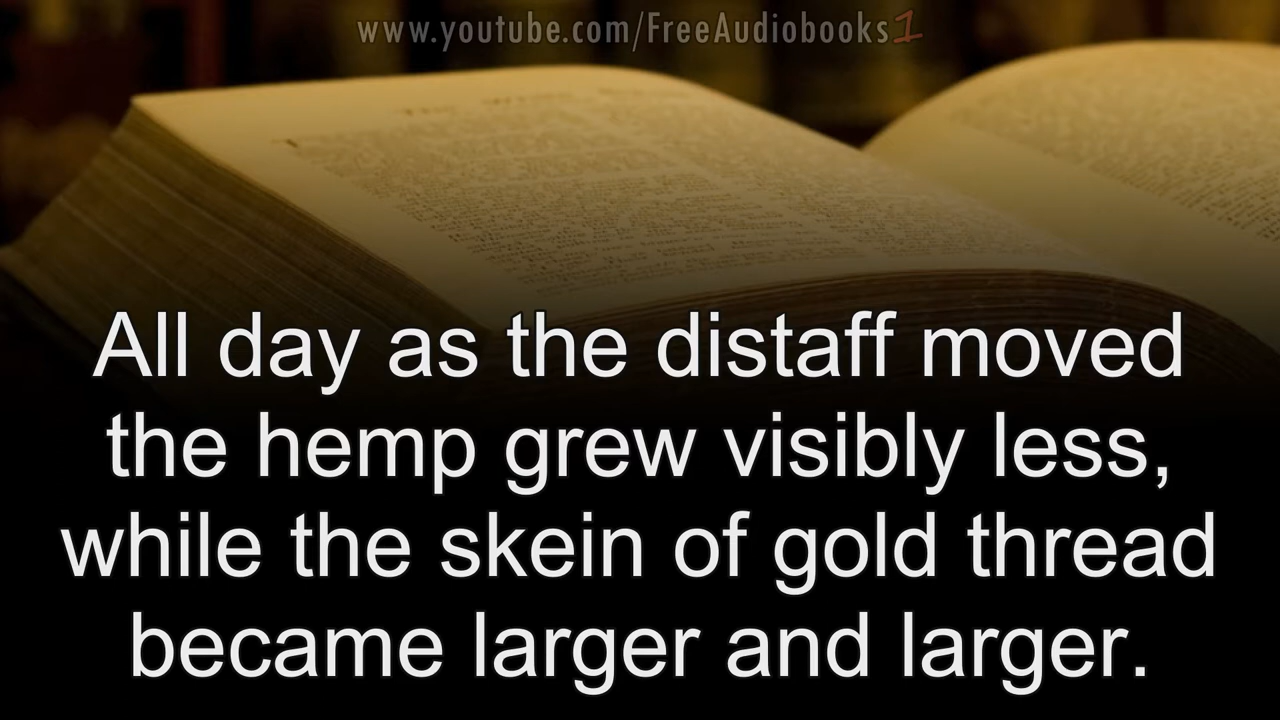 www.youtube.com/FreeAudiobooks1
All day as the distaff moved
the hemp grew visibly less,
while the skein of gold thread
became larger and larger.